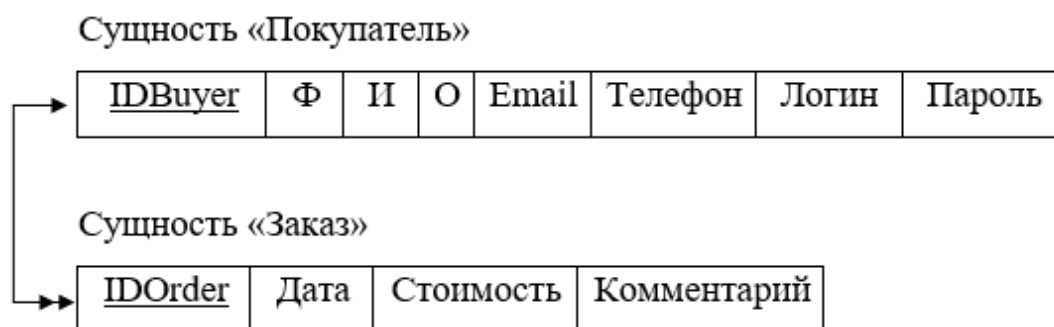 Сущность «Покупатель»
IDBuyer Ф И О Email Телефон Логин Пароль
Сущность «Заказ»
IDOrder Дата Стоимость Комментарий